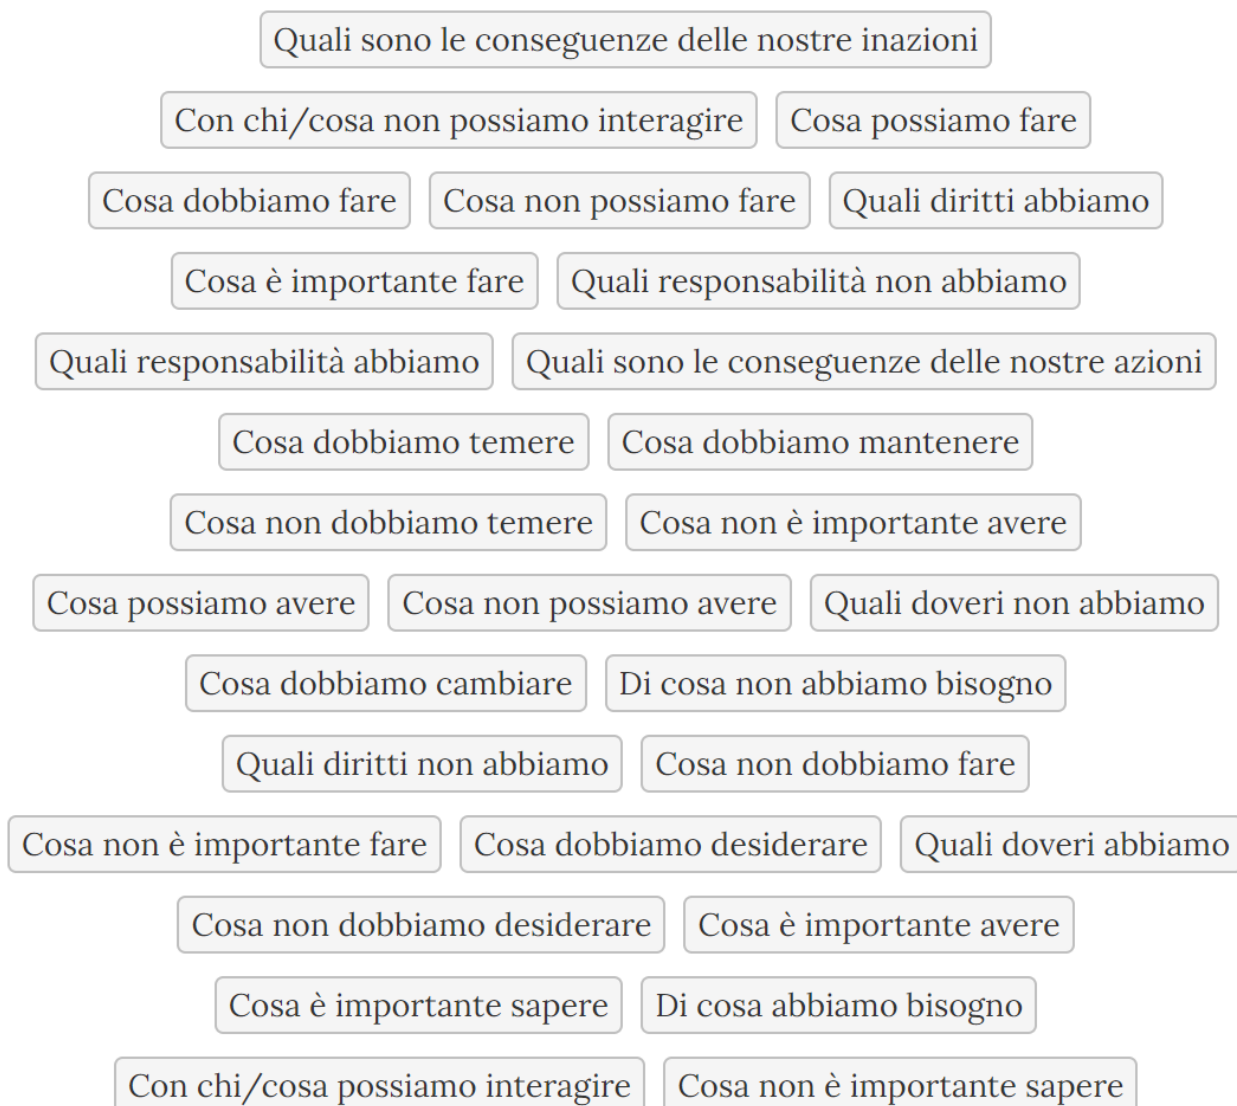 Quali sono le conseguenze delle nostre inazioni
Con chi/cosa non possiamo interagire Cosa possiamo fare
Cosa dobbiamo fare Cosa non possiamo fare Quali diritti abbiamo
Cosa è importante fare Quali responsabilità non abbiamo
Quali responsabilità abbiamo Quali sono le conseguenze delle nostre azioni
Cosa dobbiamo temere Cosa dobbiamo mantenere
Cosa non dobbiamo temere Cosa non è importante avere
Cosa possiamo avere Cosa non possiamo avere Quali doveri non abbiamo
Cosa dobbiamo cambiare Di cosa non abbiamo bisogno
Quali diritti non abbiamo Cosa non dobbiamo fare
Cosa non è importante fare Cosa dobbiamo desiderare Quali doveri abbiamo
Cosa non dobbiamo desiderare Cosa è importante avere
Cosa è importante sapere Di cosa abbiamo bisogno
Con chi/cosa possiamo interagire Cosa non è importante sapere